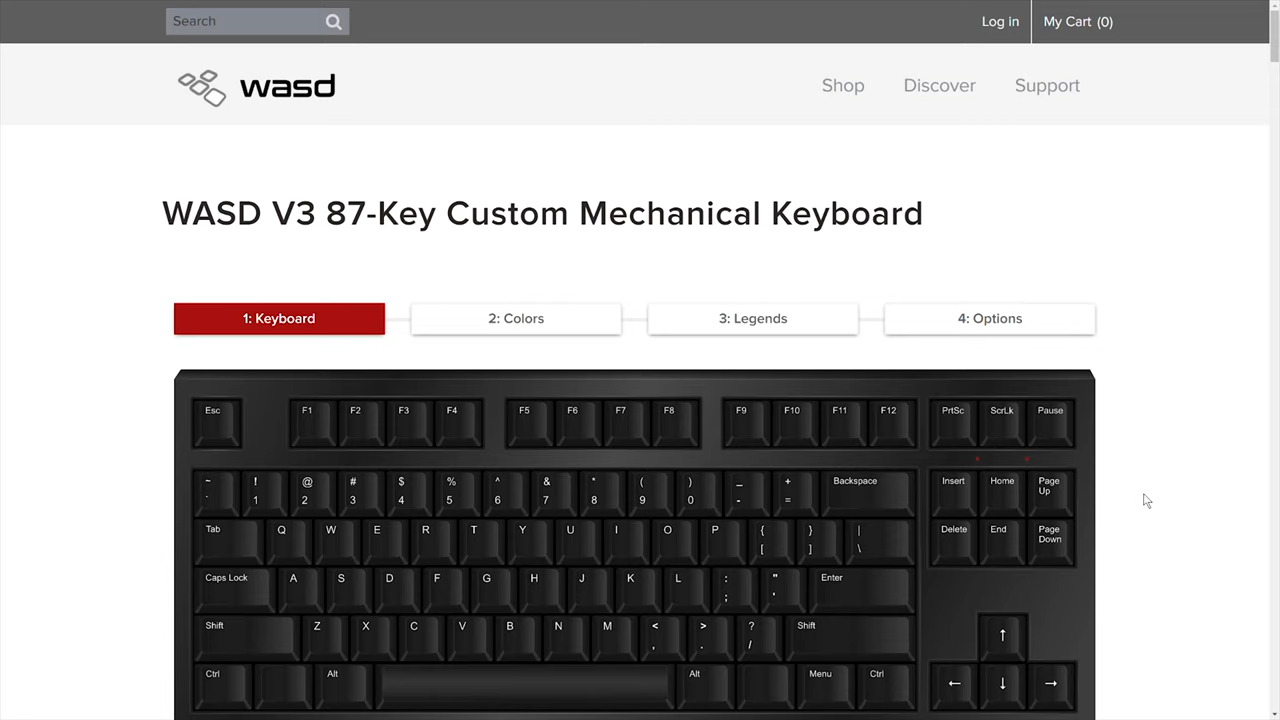 Search
Log in
My Cart (0)
wasd
Shop
Discover
Support
WASD V3 87-Key Custom Mechanical Keyboard
1: Keyboard
2: Colors
3: Legends
4: Options
Esc F1 F2 F3 F4 F5 F6 F7 F8 F9 F10 F11 F12 PrtSc ScrLk Pause
~ ! @ # $ % ^ & * ( ) _ + Backspace Insert Home Page
` 1 2 3 4 5 6 7 8 9 0 - = Up
Tab Q W E R T Y U I O P { } | Delete End Page
[ ] \ Down
Caps Lock A S D F G H J K L : " Enter
; '
Shift Z X C V B N M < > ? Shift ↑
, . /
Ctrl Alt Alt Menu Ctrl ← ↓ →